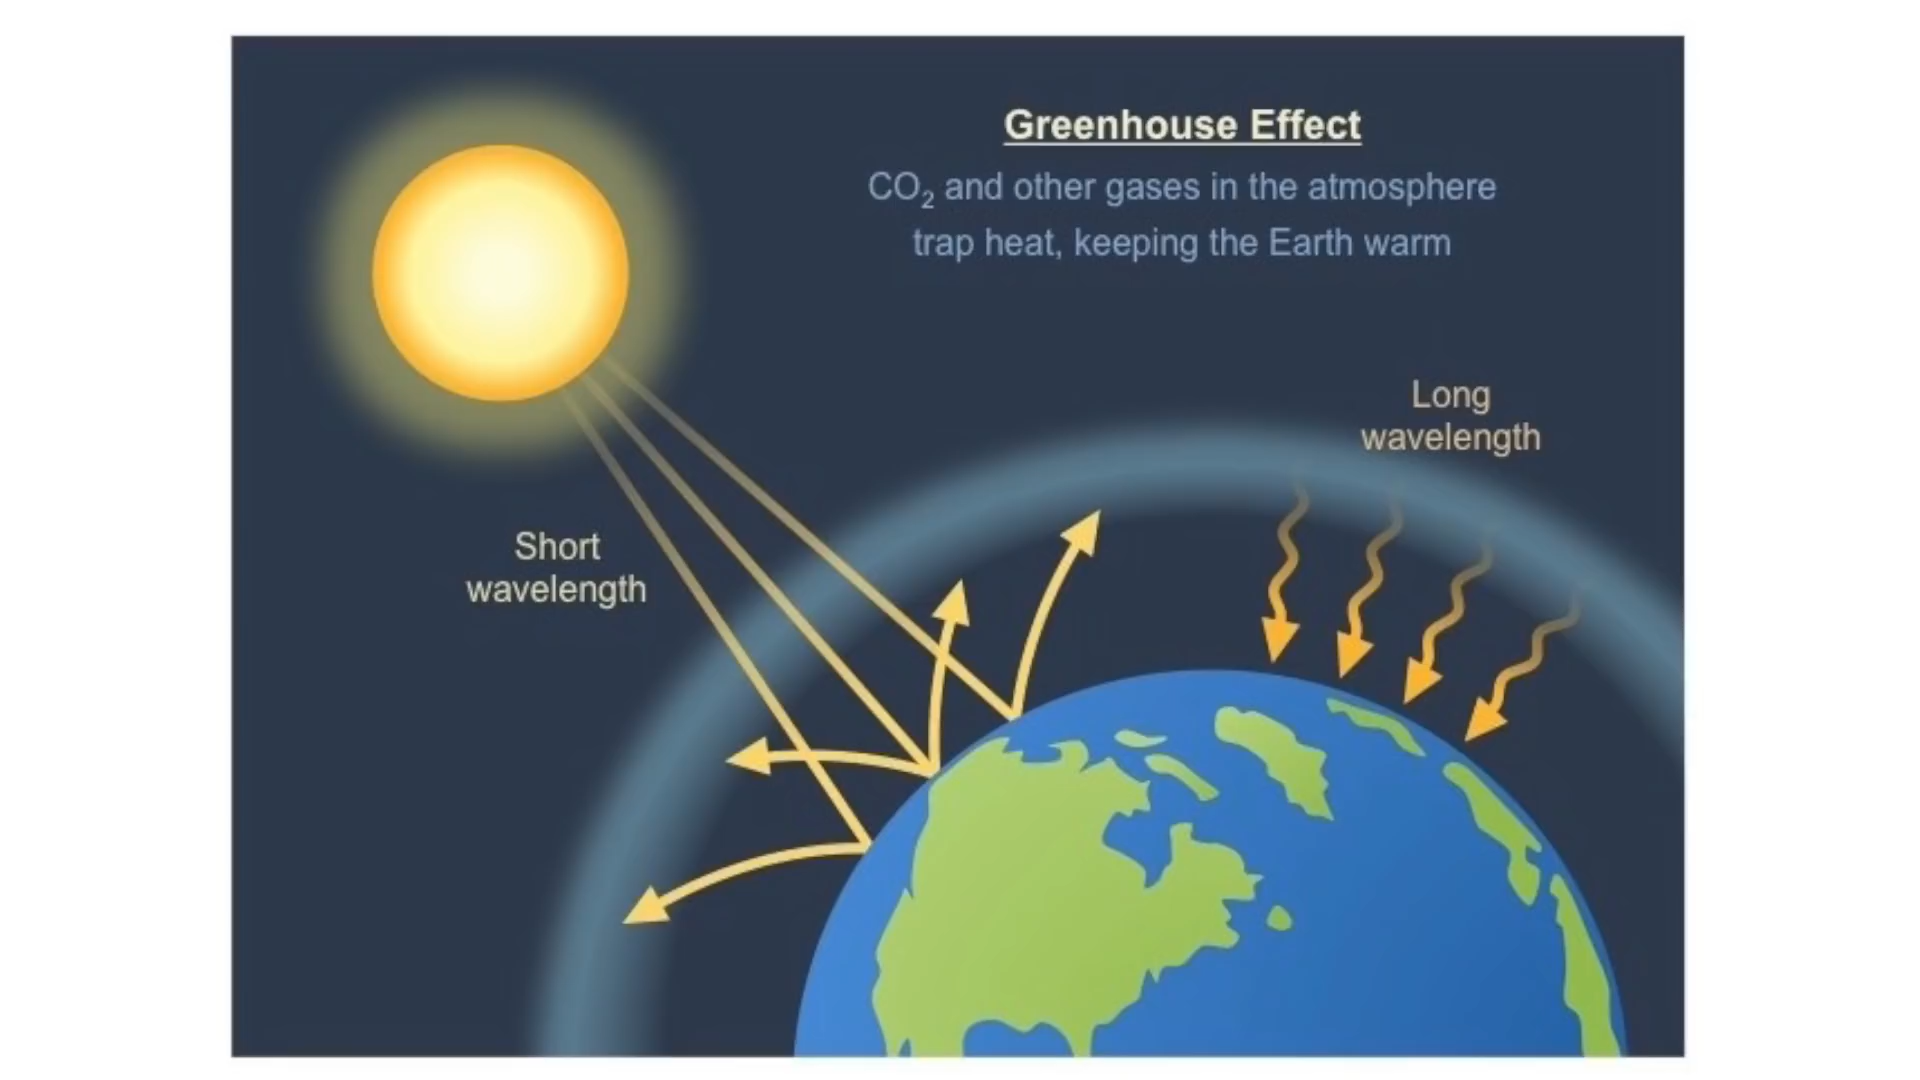 Greenhouse Effect
CO₂ and other gases in the atmosphere
trap heat, keeping the Earth warm
Long
wavelength
Short
wavelength